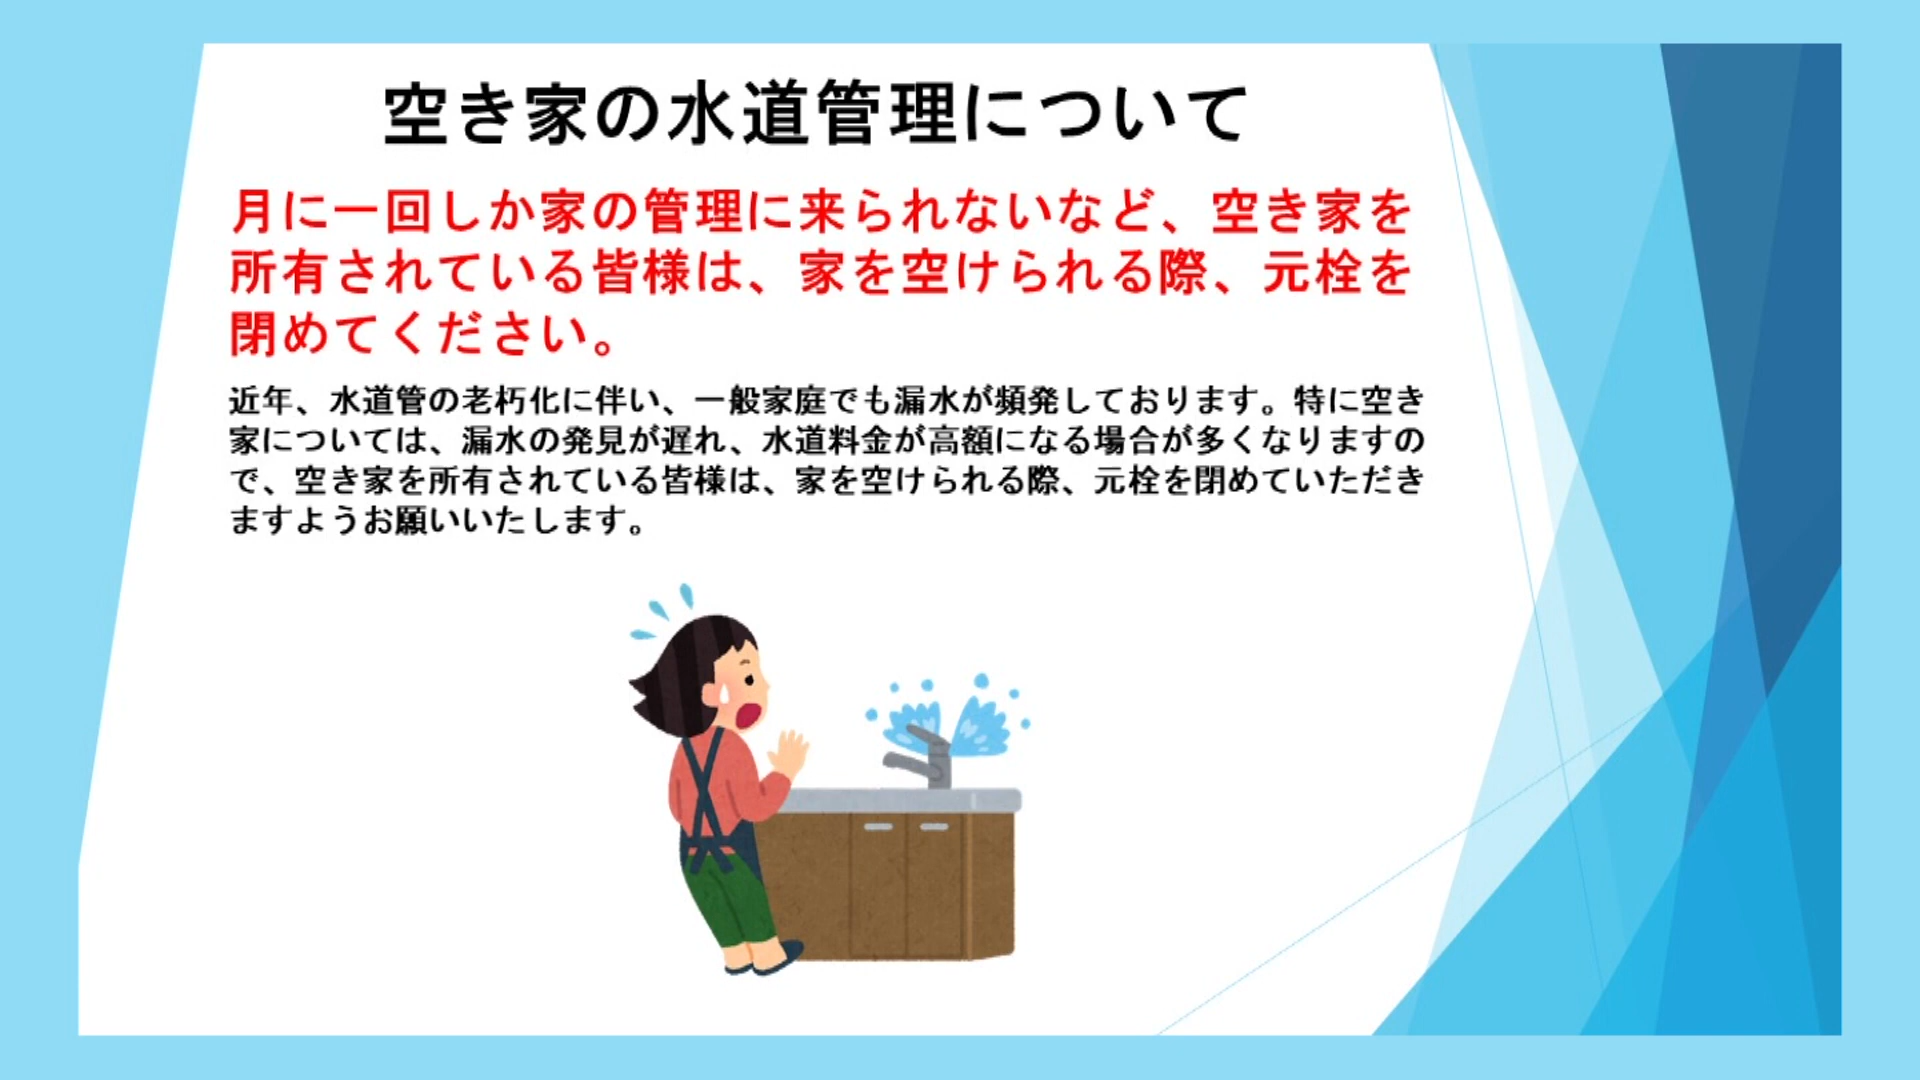 空き家の水道管理について
月に一回しか家の管理に来られないなど、空き家を
所有されている皆様は、家を空けられる際、元栓を
閉めてください。
近年、水道管の老朽化に伴い、一般家庭でも漏水が頻発しております。特に空き
家については、漏水の発見が遅れ、水道料金が高額になる場合が多くなりますの
で、空き家を所有されている皆様は、家を空けられる際、元栓を閉めていただき
ますようお願いいたします。